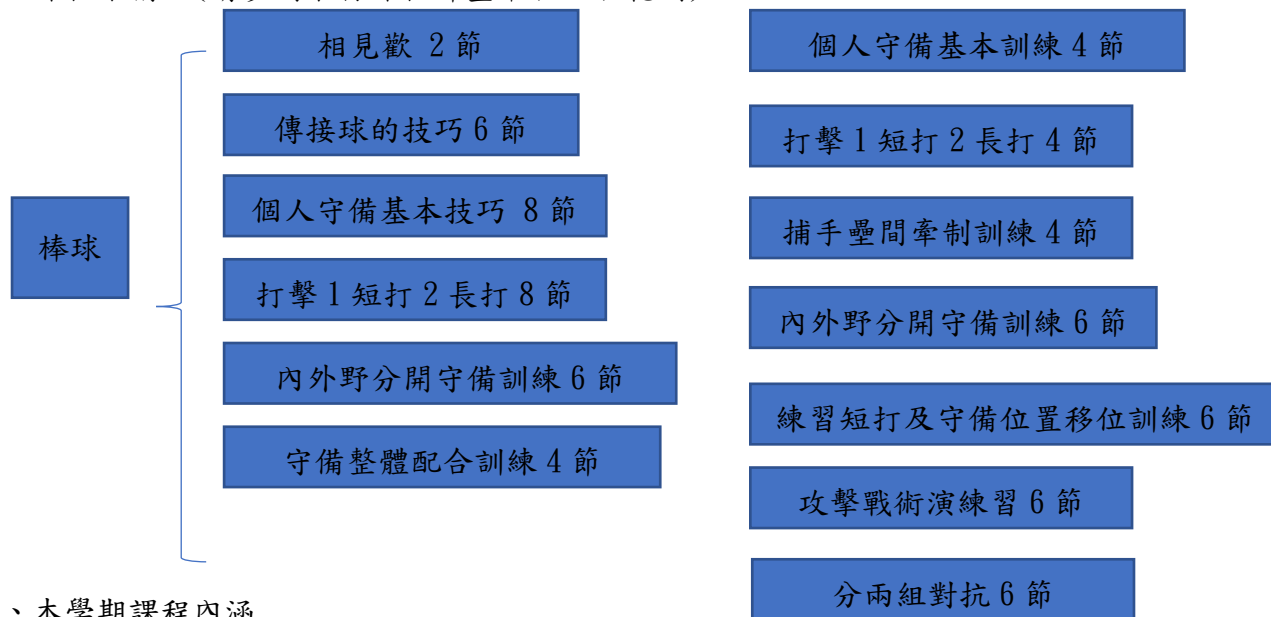 相見歡 2 節
傳接球的技巧 6 節
個人守備基本技巧 8 節
打擊 1 短打 2 長打 8 節
內外野分開守備訓練 6 節
守備整體配合訓練 4 節
棒球
個人守備基本訓練 4 節
打擊 1 短打 2 長打 4 節
捕手壘間牽制訓練 4 節
內外野分開守備訓練 6 節
練習短打及守備位置移位訓練 6 節
攻擊戰術演練習 6 節
分兩組對抗 6 節
、本學期課程內涵